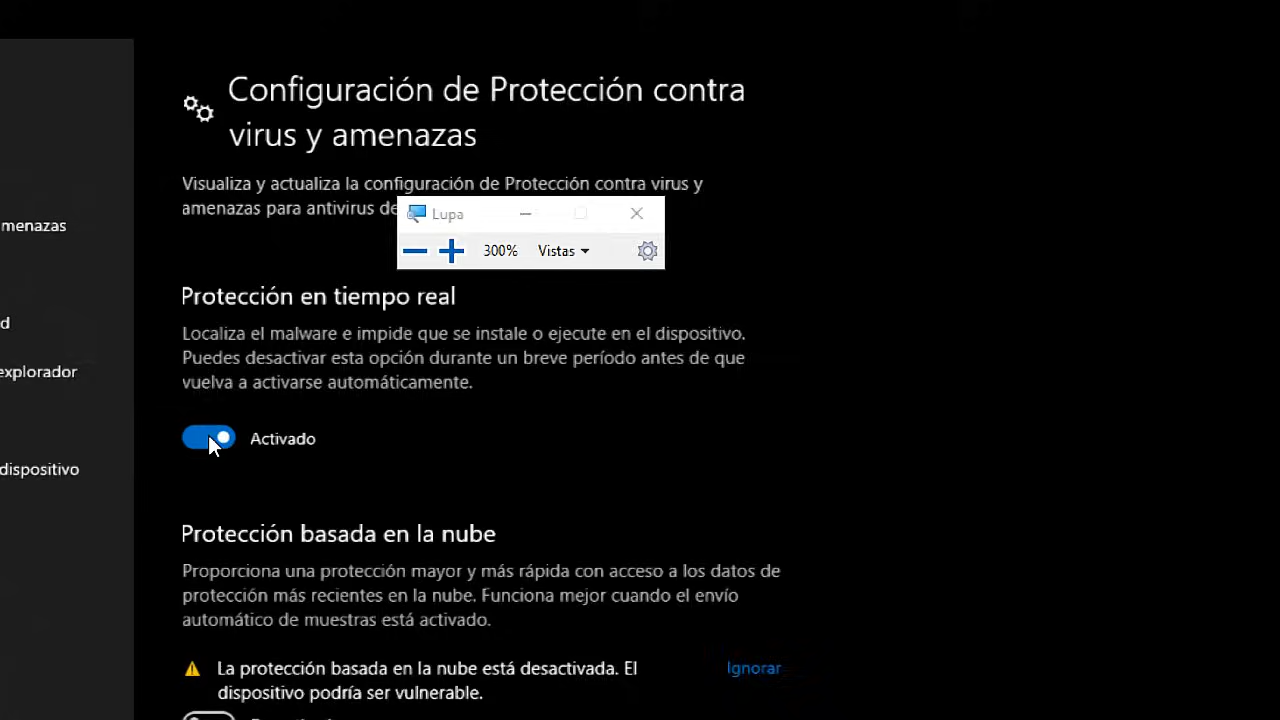 Configuración de Protección contra
virus y amenazas
Visualiza y actualiza la configuración de Protección contra virus y
amenazas para antivirus de
Lupa
300% Vistas
menazas
Protección en tiempo real
d
Localiza el malware e impide que se instale o ejecute en el dispositivo.
Puedes desactivar esta opción durante un breve período antes de que
vuelva a activarse automáticamente.
explorador
Activado
dispositivo
Protección basada en la nube
Proporciona una protección mayor y más rápida con acceso a los datos de
protección más recientes en la nube. Funciona mejor cuando el envío
automático de muestras está activado.
La protección basada en la nube está desactivada. El
dispositivo podría ser vulnerable.
Ignorar